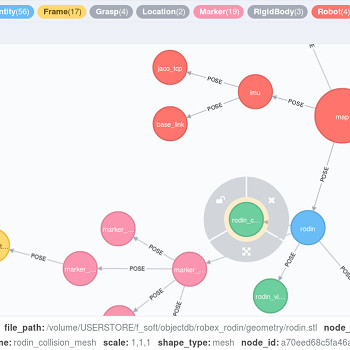 ntity(56) Frame(17) Grasp(4) Location(2) Marker(19) RigidBody(3) Robot(4)
jaco_tcp
POSE
imu
POSE
map
POSE
base_link
POSE
rodin_c...
rodin
marker_...
POSE
t...
POSE
marker_...
POSE
marker_...
POSE
rodin_vi...
POSE
POSE
file_path: /volume/USERSTORE/f_soft/objectdb/robex_rodin/geometry/rodin.stl node_
me: rodin_collision_mesh scale: 1,1,1 shape_type: mesh node_id: a70eed68c5fa46a